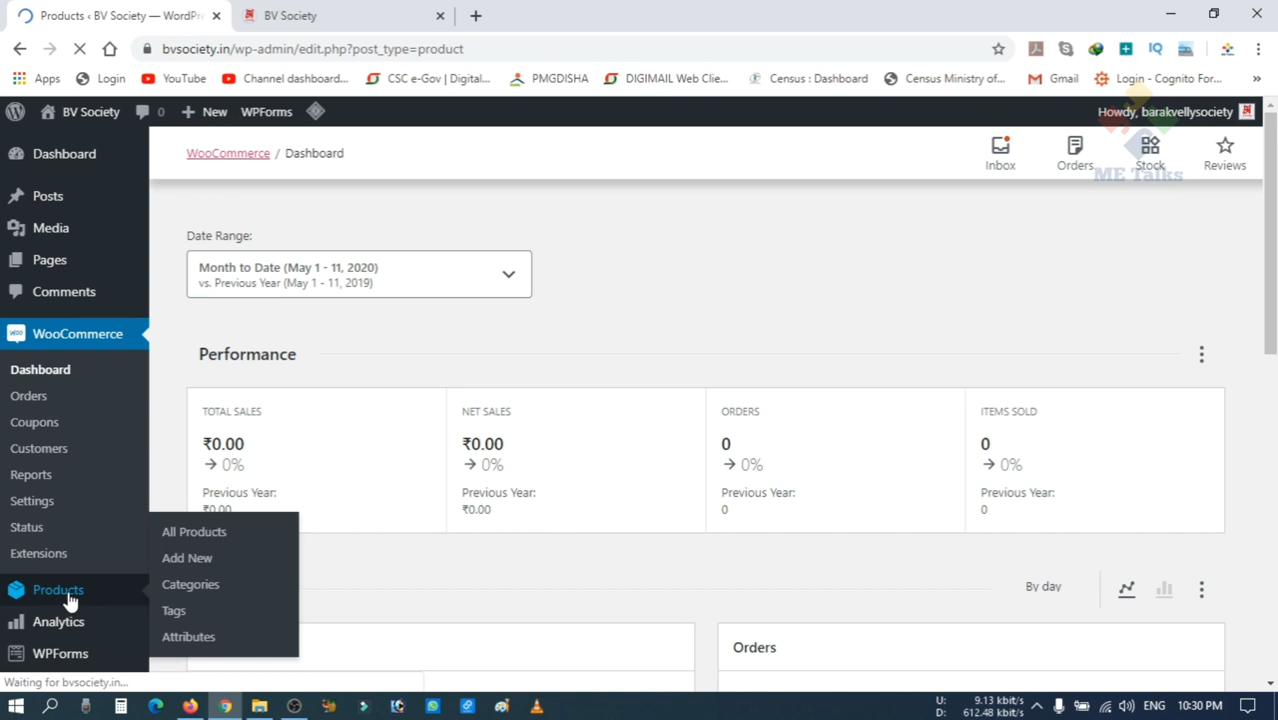 Products ‹ BV Society — WordPr
BV Society
bvsociety.in/wp-admin/edit.php?post_type=product
Apps
Login
YouTube
Channel dashboard...
CSC e-Gov | Digital...
PMGDISHA
DIGIMAIL Web Clie...
Census : Dashboard
Census Ministry of...
Gmail
Login - Cognito For...
BV Society
0
New
WPForms
Howdy, barakvellysociety
Dashboard
Posts
Media
Pages
Comments
WooCommerce
Dashboard
Orders
Coupons
Customers
Reports
Settings
Status
Extensions
Products
Analytics
WPForms
All Products
Add New
Categories
Tags
Attributes
WooCommerce / Dashboard
Inbox
Orders
Stock
Reviews
ME Talks
Date Range:
Month to Date (May 1 - 11, 2020)
vs. Previous Year (May 1 - 11, 2019)
Performance
TOTAL SALES
₹0.00
→ 0%
Previous Year:
₹0.00
NET SALES
₹0.00
→ 0%
Previous Year:
₹0.00
ORDERS
0
→ 0%
Previous Year:
0
ITEMS SOLD
0
→ 0%
Previous Year:
0
By day
Orders
Waiting for bvsociety.in...
U: 9.13 kbit/s
D: 612.48 kbit/s
ENG
10:30 PM